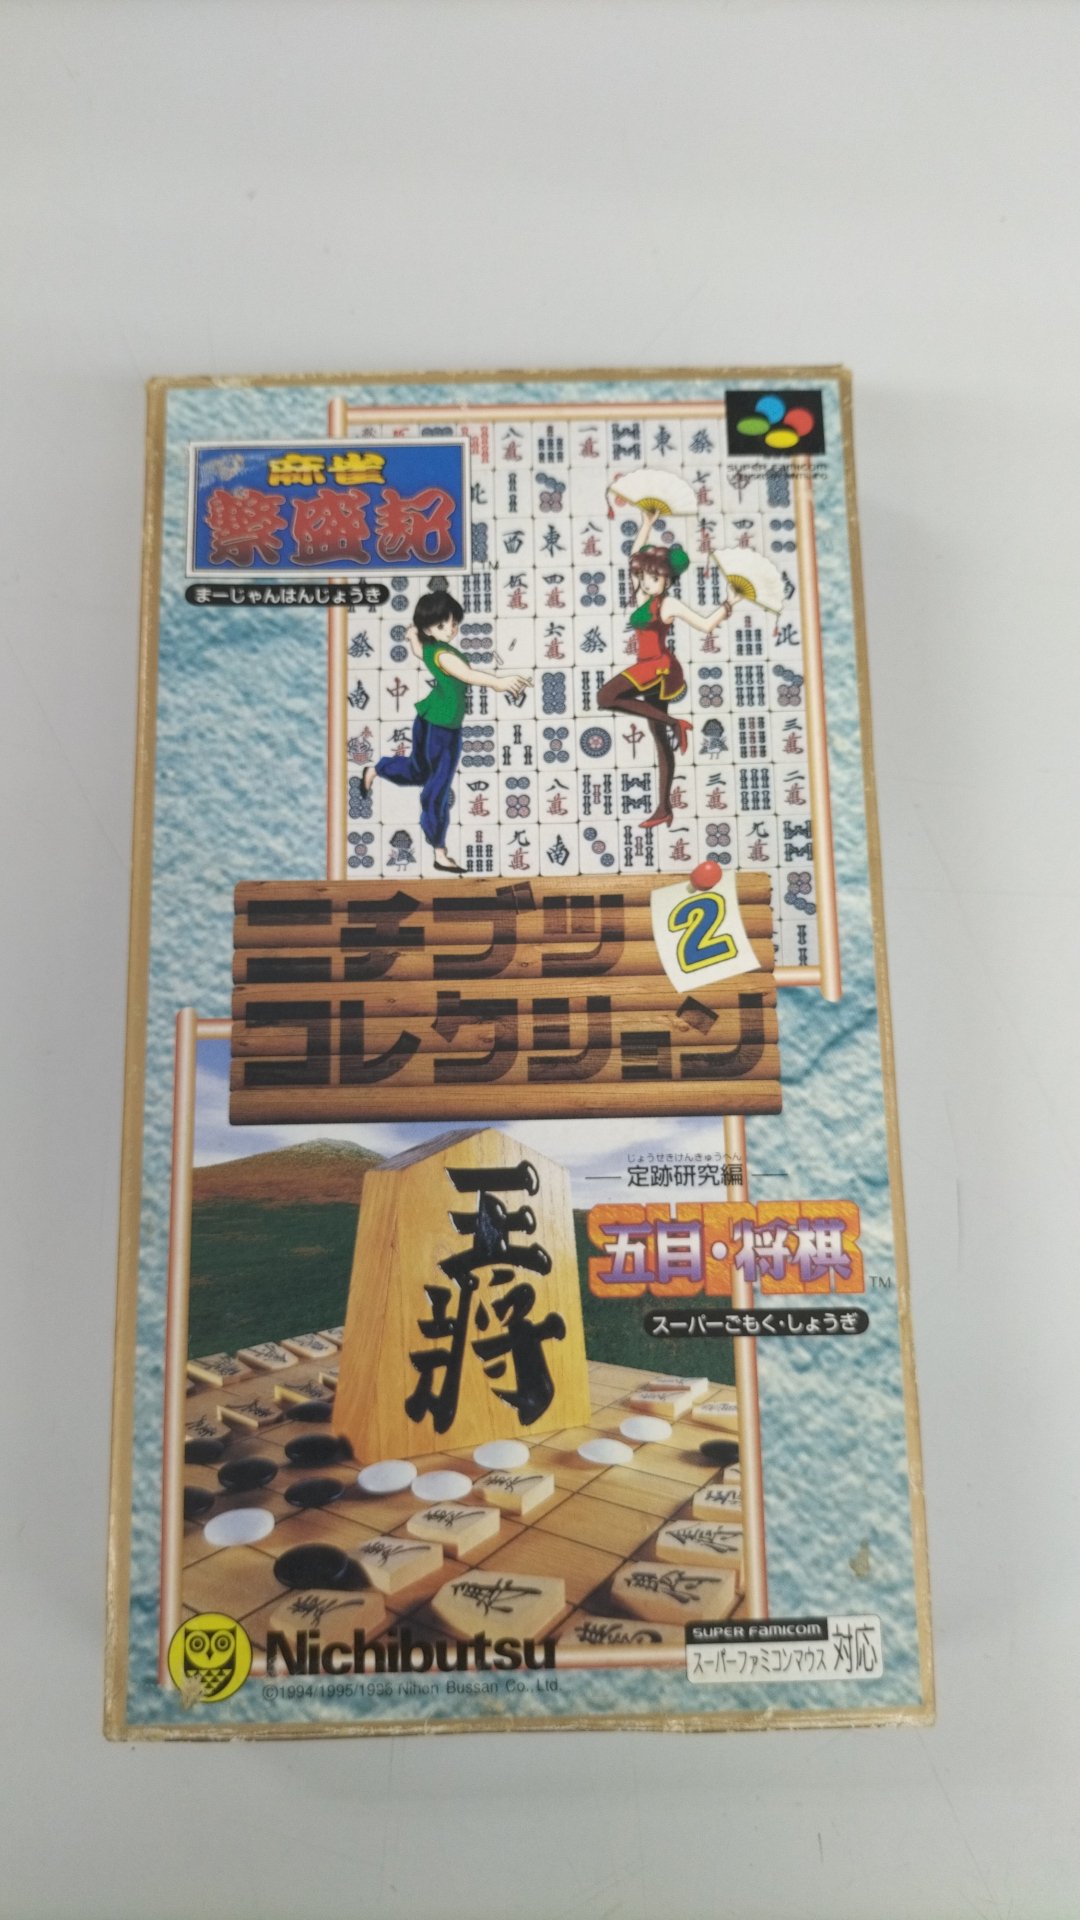 SUPER FAMICOM
麻雀
繁盛記
まーじゃんはんじょうき
ニチブツ
2
コレクション
じょうせきけんきゅうへん
定跡研究編
SUPER
五目・将棋
TM
スーパーごもく・しょうぎ
王
将
Nichibutsu
©1994/1995/1996 Nihon Bussan Co., Ltd.
SUPER FAMICOM
スーパーファミコンマウス 対応